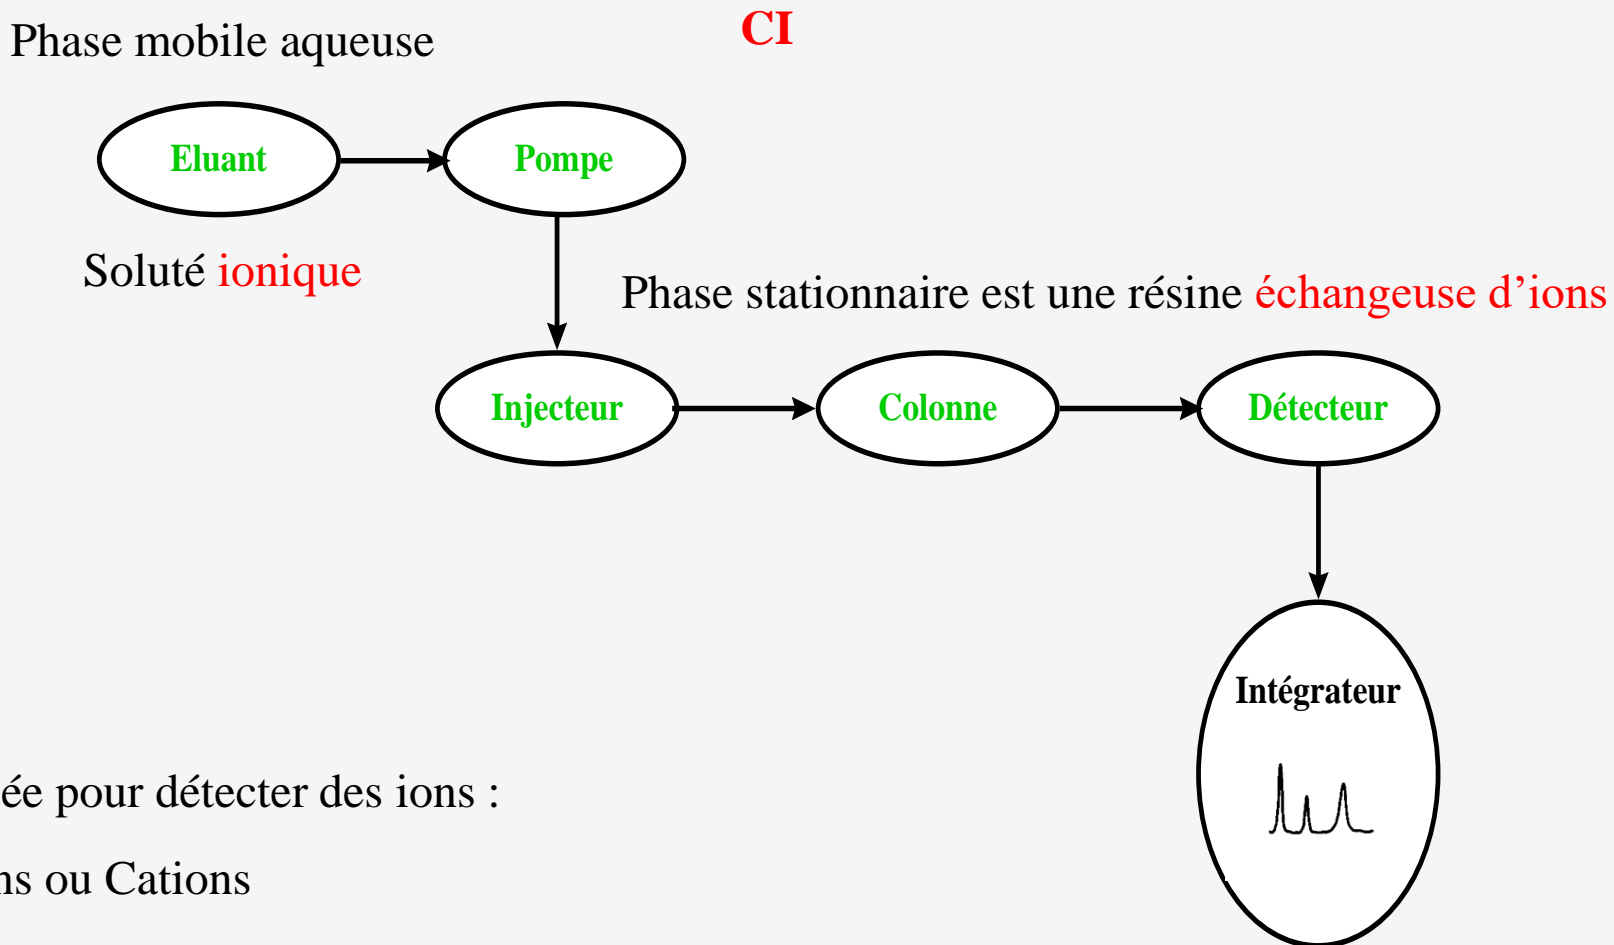 Phase mobile aqueuse
CI
Eluant
Pompe
Soluté ionique
Phase stationnaire est une résine échangeuse d’ions
Injecteur
Colonne
Détecteur
Intégrateur
ée pour détecter des ions :
ns ou Cations